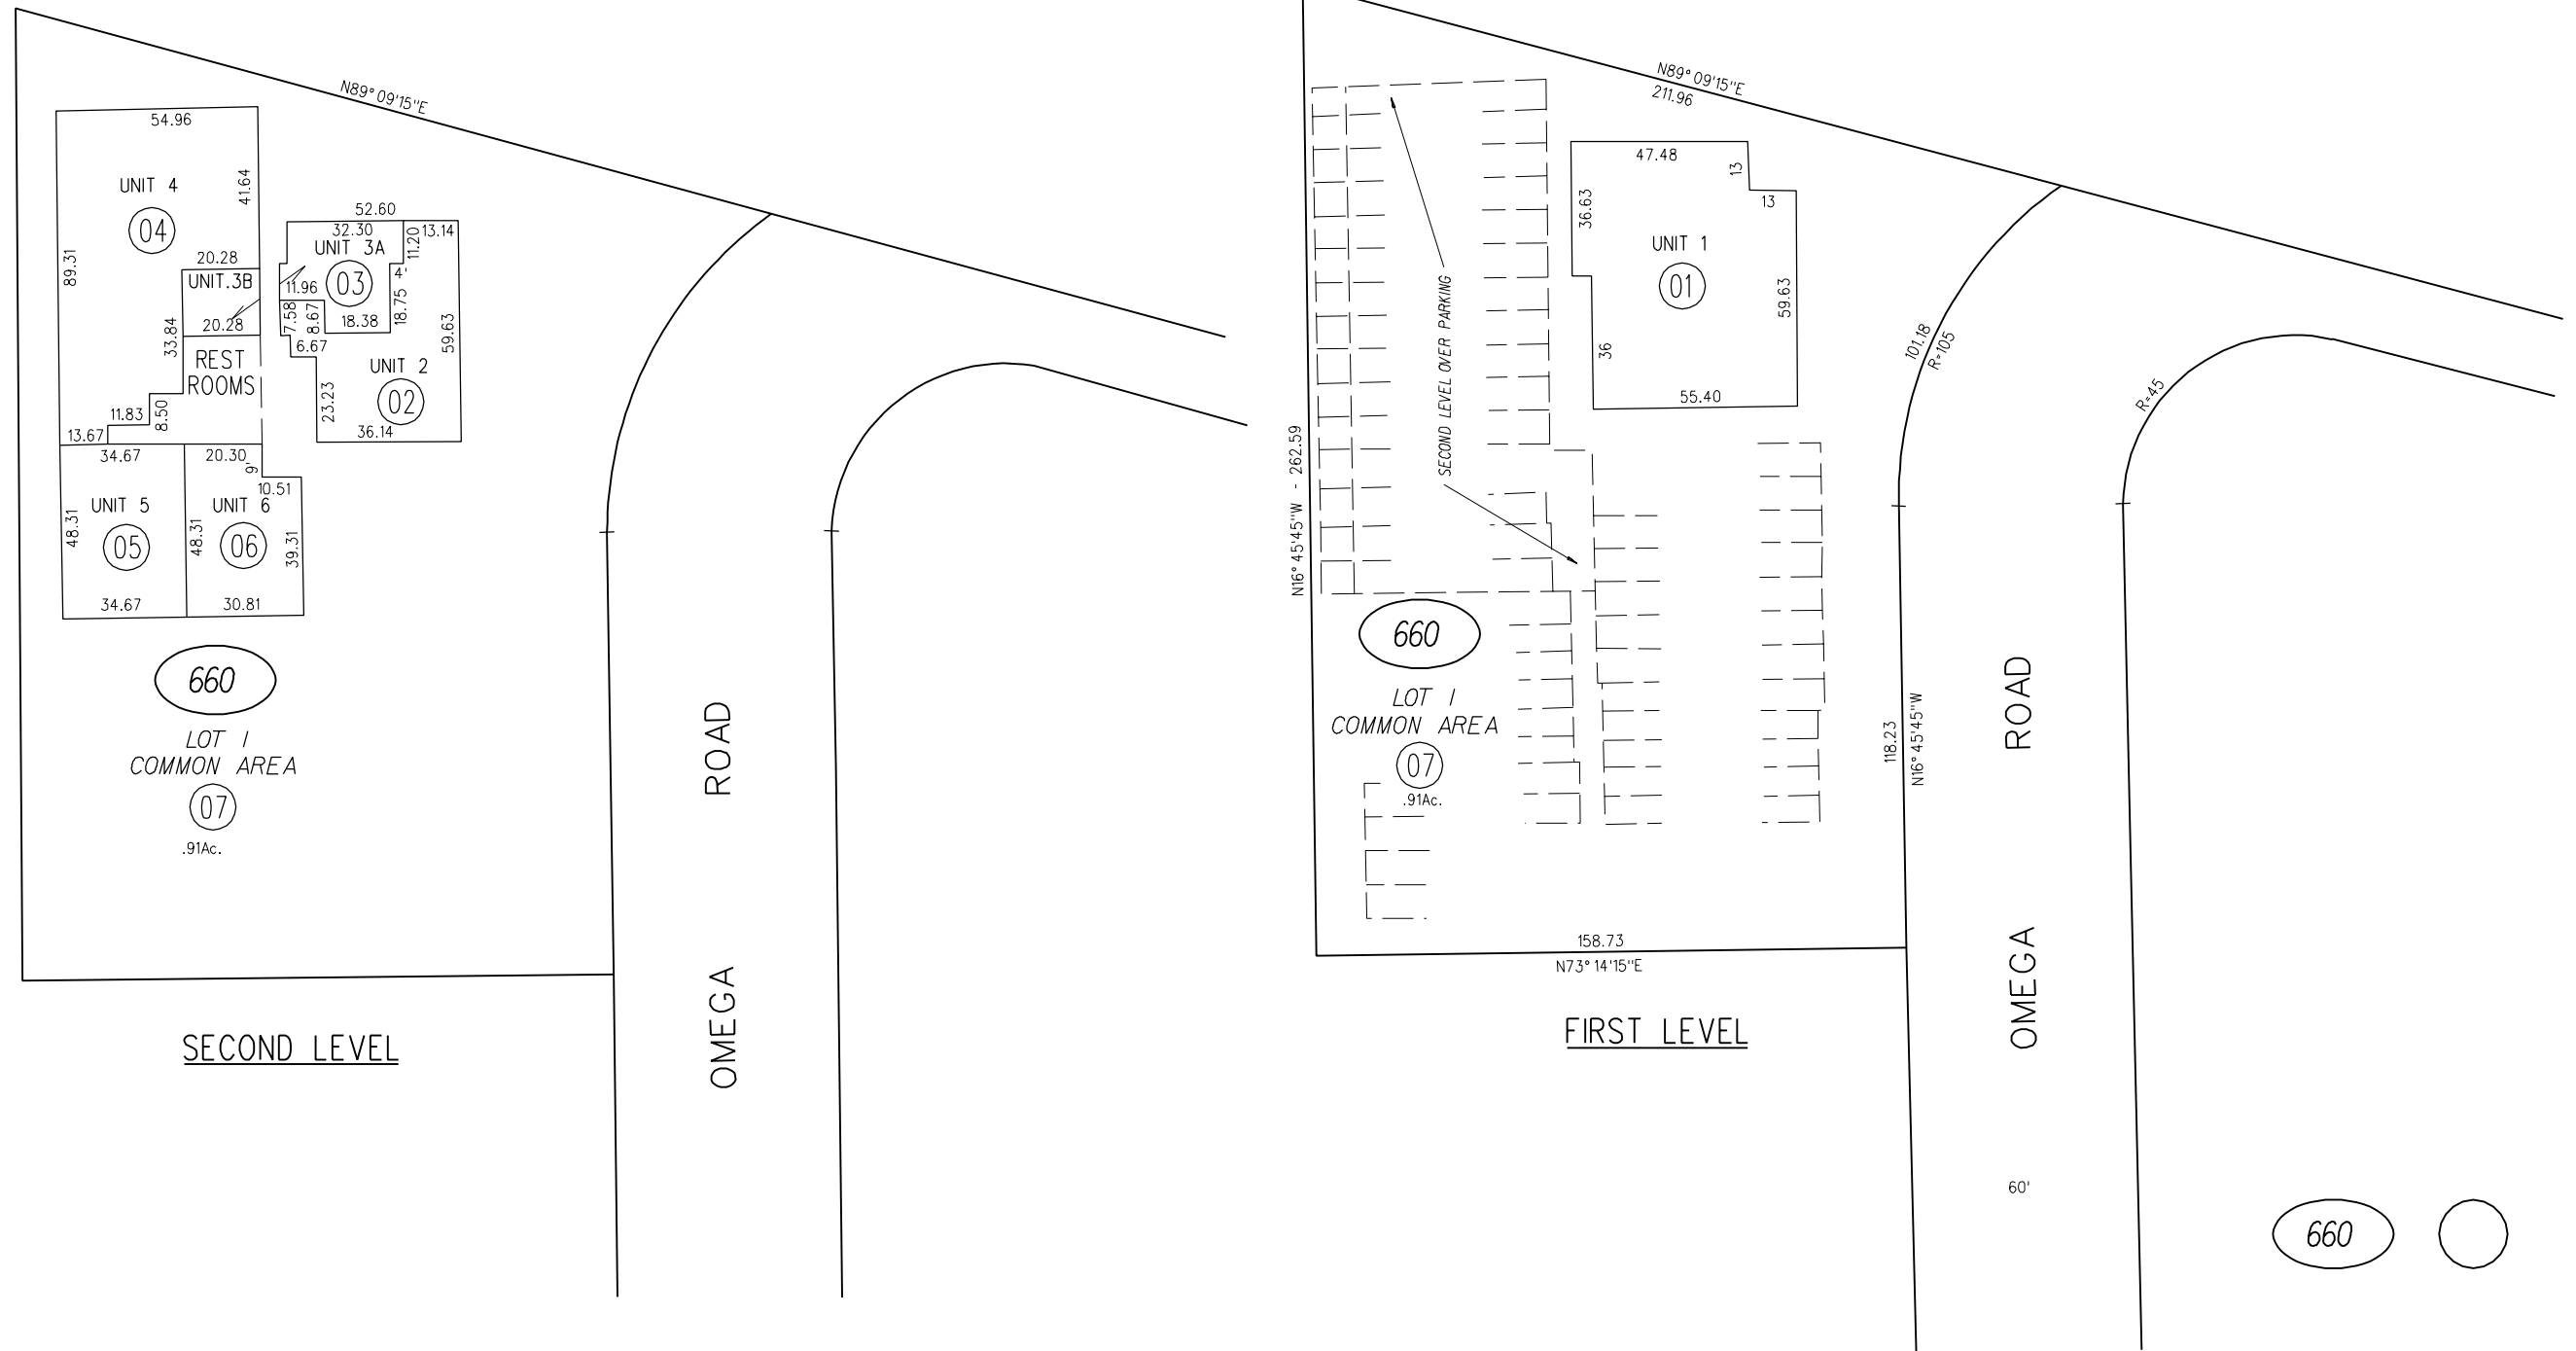 N89° 09'15"E
54.96
UNIT 4
04
41.64
89.31
20.28
UNIT.3B
20.28
33.84
REST
ROOMS
11.83
8.50
13.67
52.60
32.30
11.20
13.14
UNIT 3A
03
4'
11.96
7.58
8.67
18.38
18.75
6.67
59.63
UNIT 2
02
23.23
36.14
34.67
20.30
9'
10.51
UNIT 5
05
48.31
UNIT 6
06
48.31
39.31
34.67
30.81
660
LOT 1
COMMON AREA
07
.91Ac.
OMEGA ROAD
SECOND LEVEL
N89° 09'15"E
211.96
47.48
13
13
36.63
UNIT 1
01
59.63
36
55.40
SECOND LEVEL OVER PARKING
N16° 45'45"W - 262.59
101.18
R=105
R=45
660
LOT 1
COMMON AREA
07
.91Ac.
118.23
N16° 45'45"W
OMEGA ROAD
158.73
N73° 14'15"E
FIRST LEVEL
60'
660